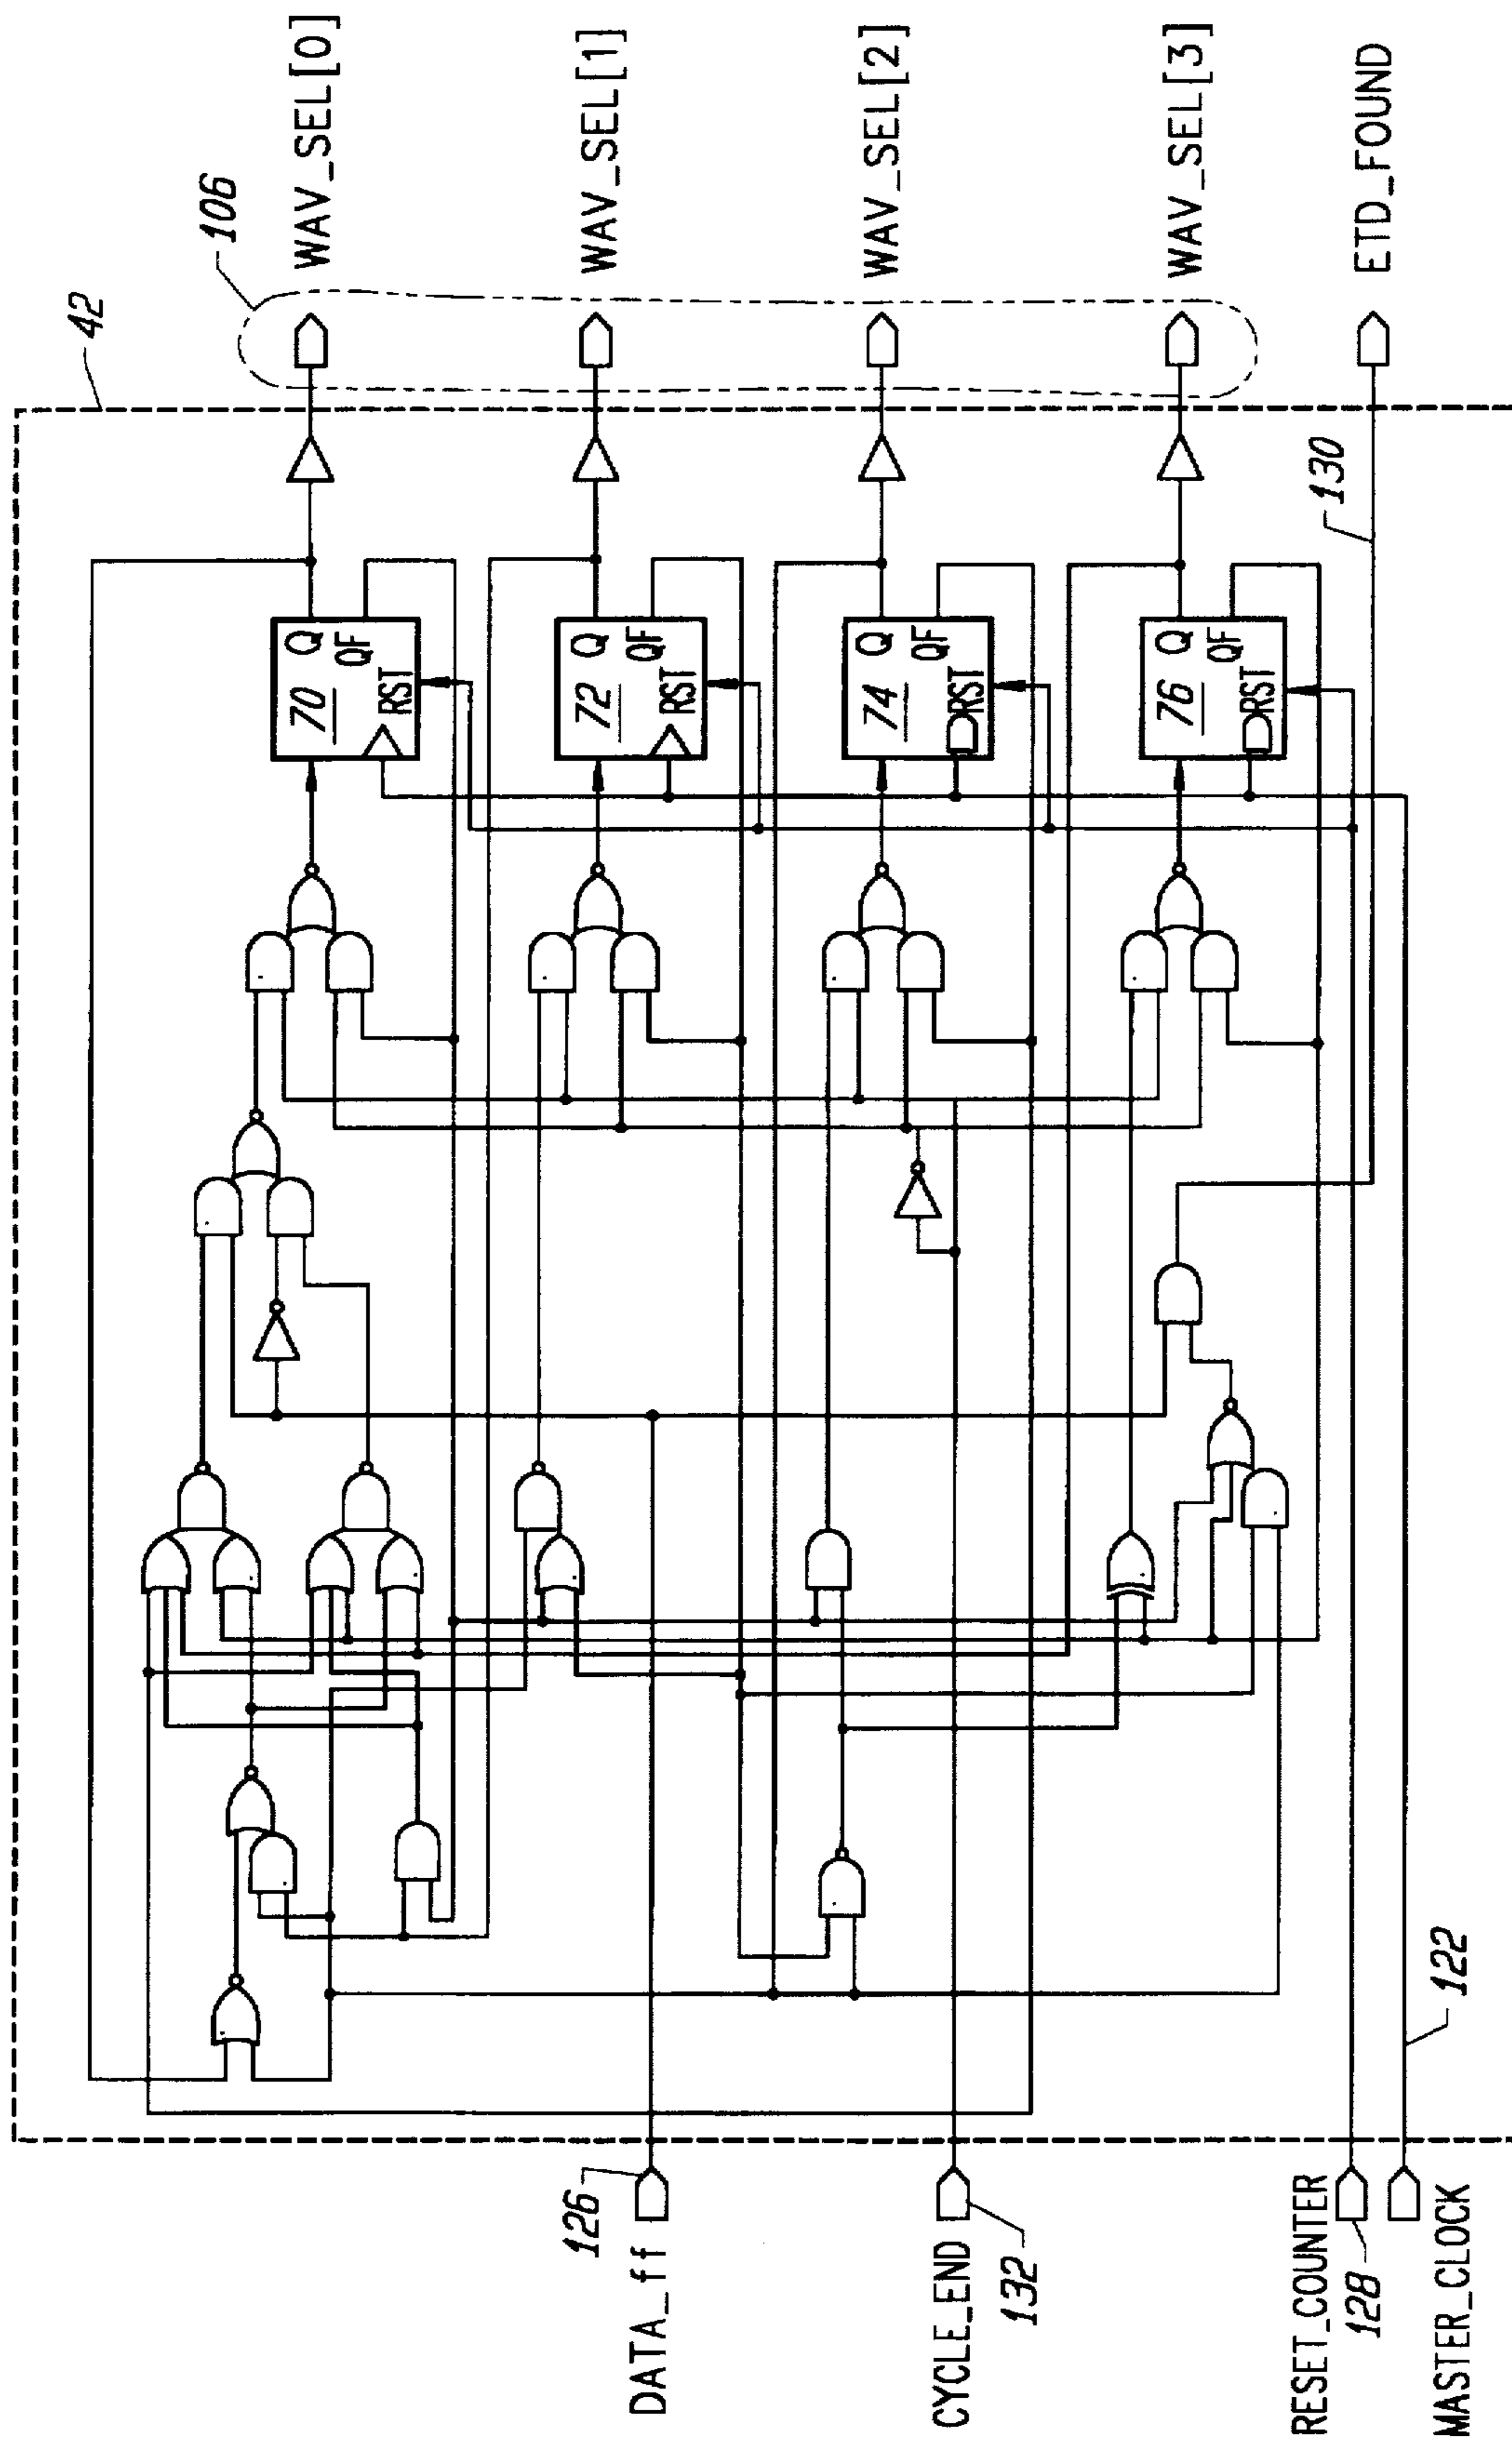 42
106
WAV_SEL[0]
WAV_SEL[1]
WAV_SEL[2]
WAV_SEL[3]
ETD_FOUND
130
70
Q
QF
RST
72
Q
QF
RST
74
Q
QF
RST
76
Q
QF
RST
DATA_ff
126
CYCLE_END
132
RESET_COUNTER
128
MASTER_CLOCK
122